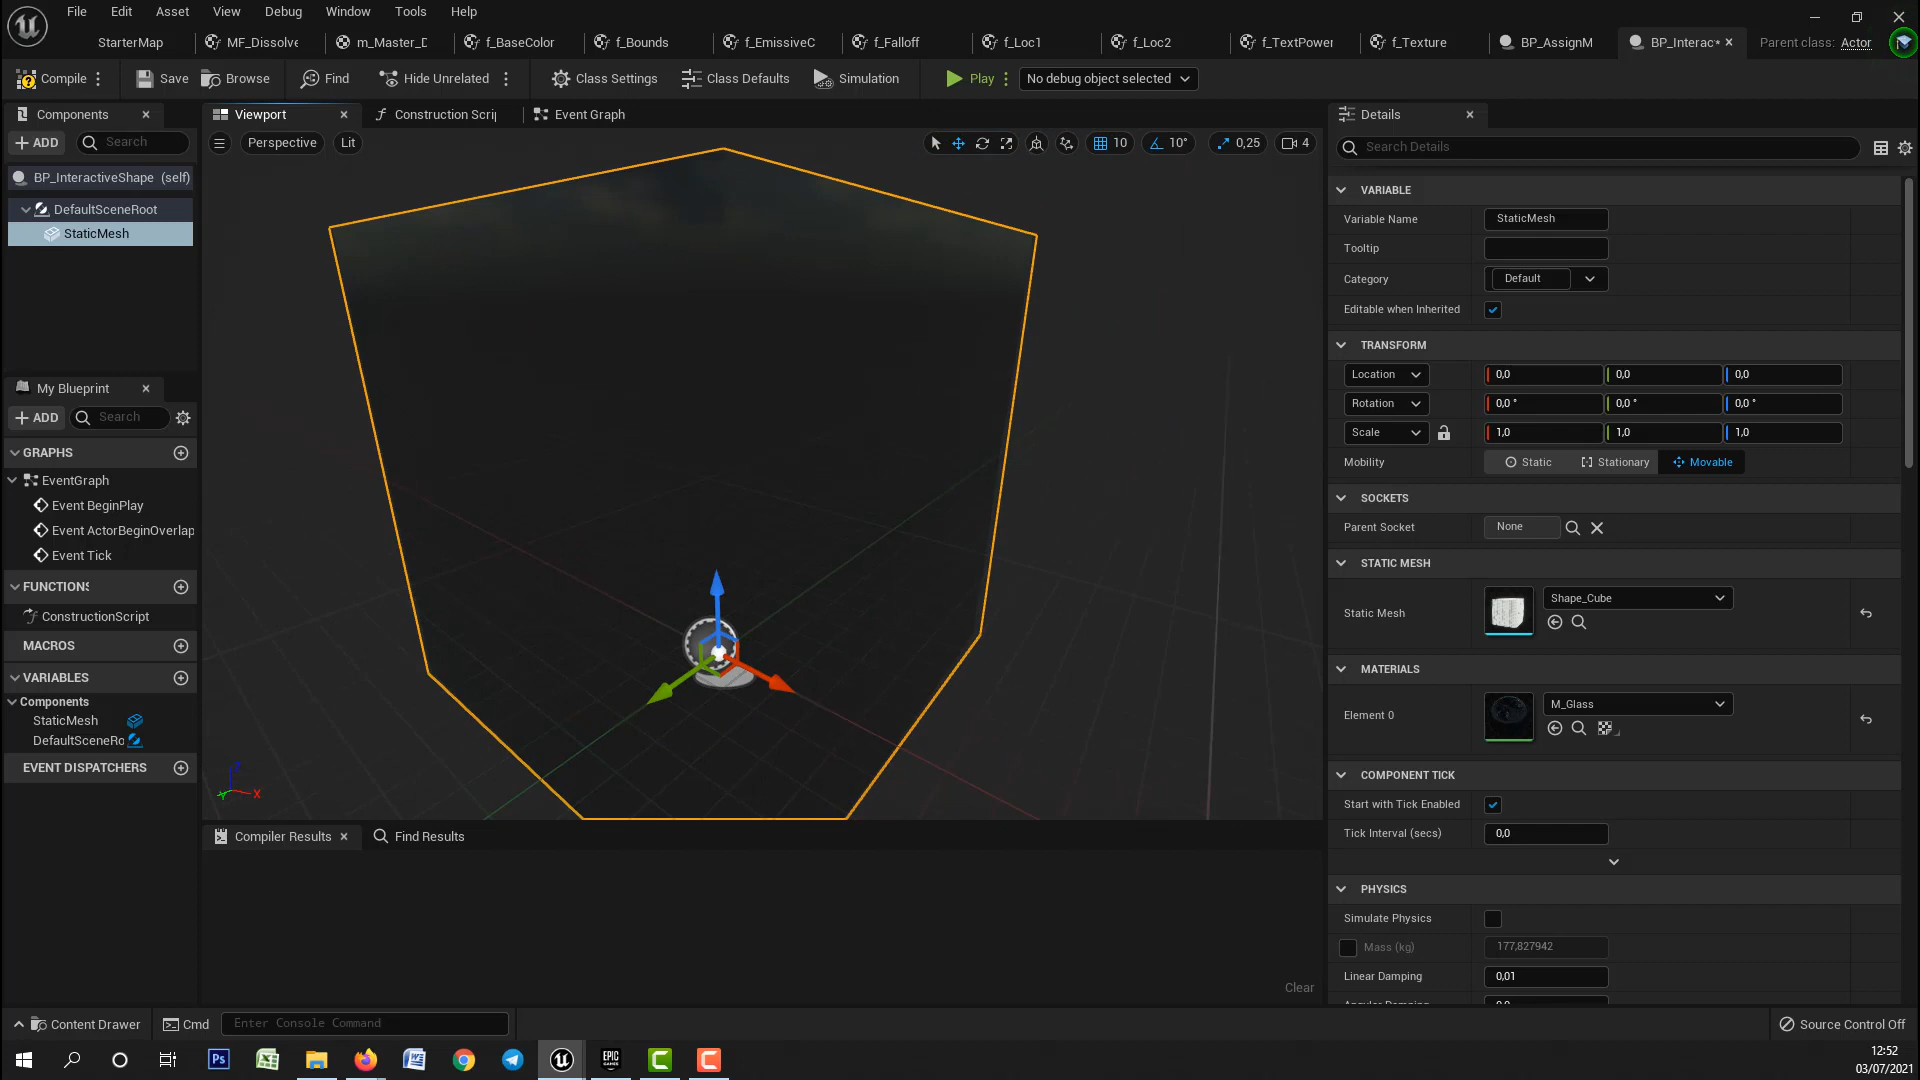 File Edit Asset View Debug Window Tools Help
StarterMap MF_Dissolve m_Master_D f_BaseColor f_Bounds f_EmissiveC f_Falloff f_Loc1 f_Loc2 f_TextPower f_Texture BP_AssignM BP_Interac* Parent class: Actor
Compile Save Browse Find Hide Unrelated Class Settings Class Defaults Simulation Play No debug object selected
Components
Viewport
Construction Scrip
Event Graph
Details
ADD Search
Perspective Lit
10 10° 0,25 4
Search Details
BP_InteractiveShape (self)
DefaultSceneRoot
StaticMesh
My Blueprint
ADD Search
GRAPHS
EventGraph
Event BeginPlay
Event ActorBeginOverlap
Event Tick
FUNCTIONS
ConstructionScript
MACROS
VARIABLES
Components
StaticMesh
DefaultSceneRo
EVENT DISPATCHERS
Z
Y X
Compiler Results
Find Results
Clear
VARIABLE
Variable Name StaticMesh
Tooltip
Category Default
Editable when Inherited
TRANSFORM
Location 0,0 0,0 0,0
Rotation 0,0 ° 0,0 ° 0,0 °
Scale 1,0 1,0 1,0
Mobility Static Stationary Movable
SOCKETS
Parent Socket None
STATIC MESH
Static Mesh Shape_Cube
MATERIALS
Element 0 M_Glass
COMPONENT TICK
Start with Tick Enabled
Tick Interval (secs) 0,0
PHYSICS
Simulate Physics
Mass (kg) 177,827942
Linear Damping 0,01
Angular Damping 0,0
Content Drawer Cmd Enter Console Command
Source Control Off
Ps
EPIC GAMES
12:52
03/07/2021